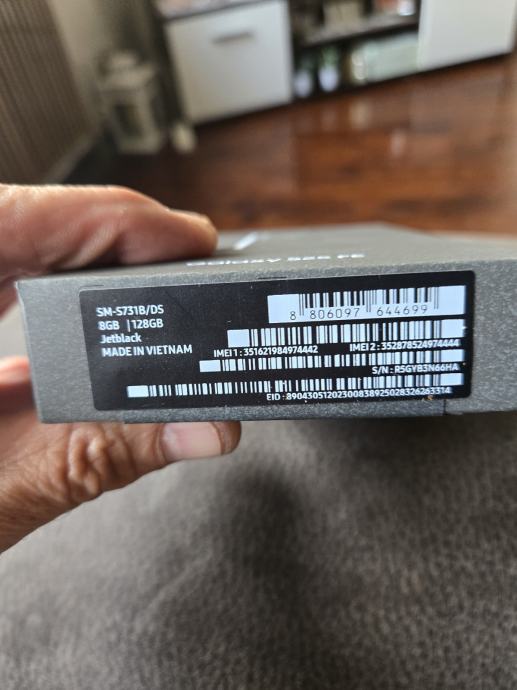 SM-S731B/DS
8GB | 128GB
Jetblack
MADE IN VIETNAM
8 806097 644699
IMEI 1 : 351621984974442 IMEI 2 : 352878524974444
S/N : R5GYB3N66HA
EID : 89043051202300838925028326263314